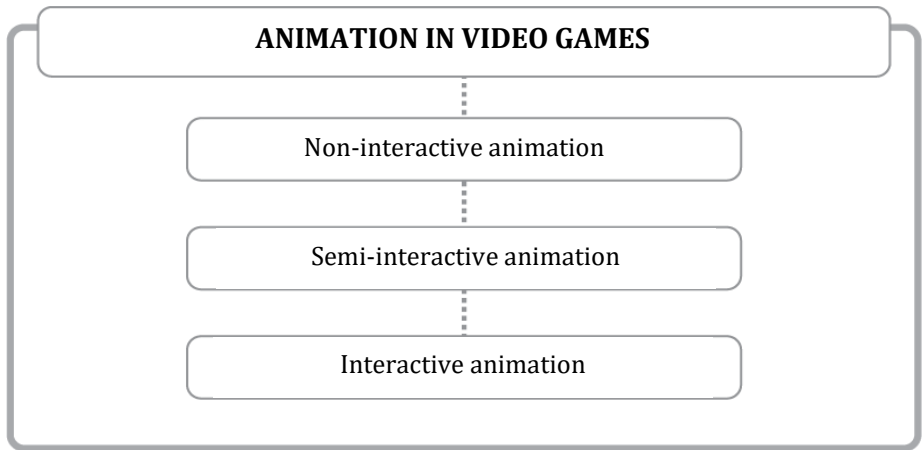 ANIMATION IN VIDEO GAMES
Non-interactive animation
Semi-interactive animation
Interactive animation